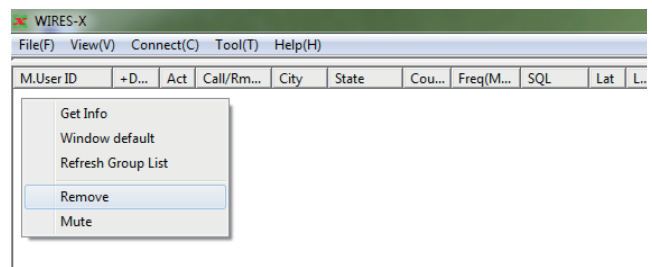 WIRES-X
File(F) View(V) Connect(C) Tool(T) Help(H)
M.User ID +D... Act Call/Rm... City State Cou... Freq(M... SQL Lat L...
Get Info
Window default
Refresh Group List
Remove
Mute